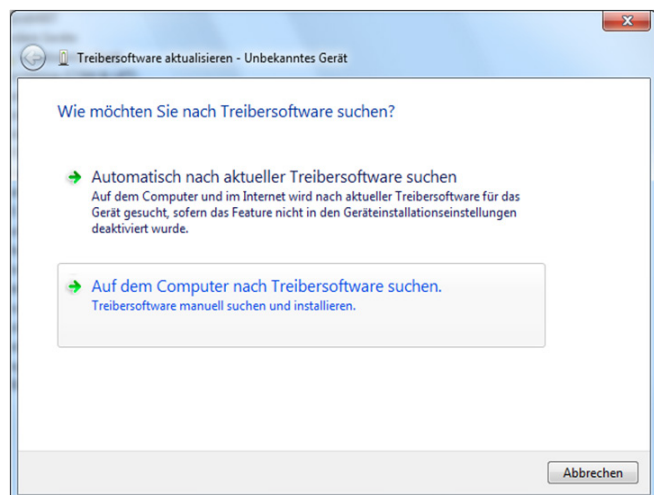 Treibersoftware aktualisieren - Unbekanntes Gerät
Wie möchten Sie nach Treibersoftware suchen?
Automatisch nach aktueller Treibersoftware suchen
Auf dem Computer und im Internet wird nach aktueller Treibersoftware für das
Gerät gesucht, sofern das Feature nicht in den Geräteinstallationseinstellungen
deaktiviert wurde.
Auf dem Computer nach Treibersoftware suchen.
Treibersoftware manuell suchen und installieren.
Abbrechen